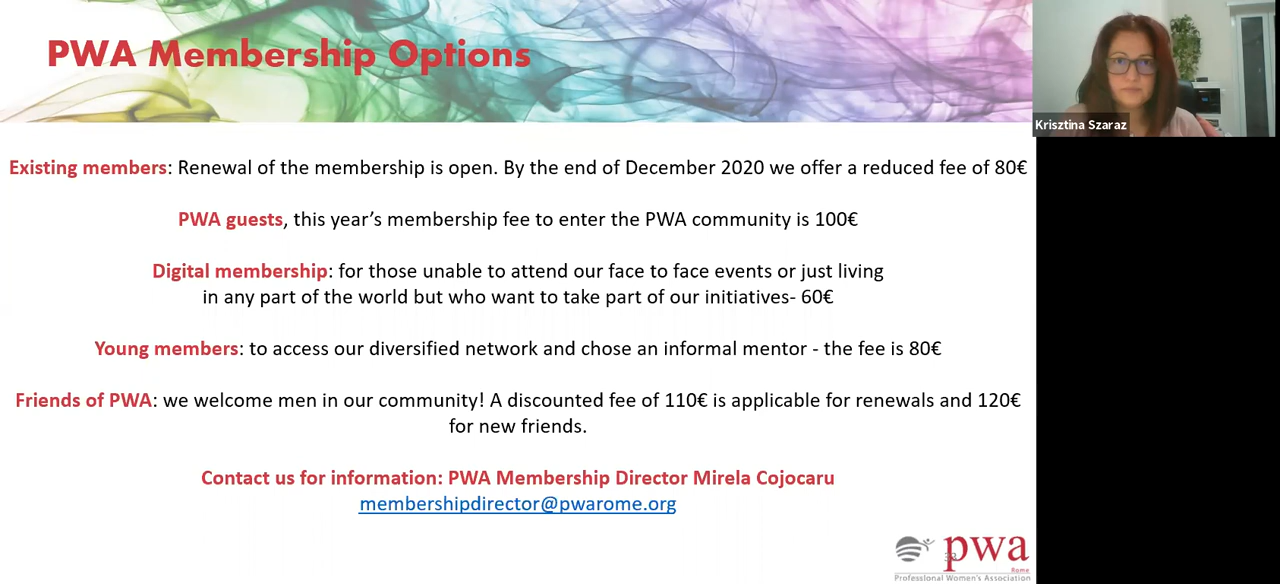 PWA Membership Options
Krisztina Szaraz
Existing members: Renewal of the membership is open. By the end of December 2020 we offer a reduced fee of 80€
PWA guests, this year’s membership fee to enter the PWA community is 100€
Digital membership: for those unable to attend our face to face events or just living
in any part of the world but who want to take part of our initiatives- 60€
Young members: to access our diversified network and chose an informal mentor - the fee is 80€
Friends of PWA: we welcome men in our community! A discounted fee of 110€ is applicable for renewals and 120€
for new friends.
Contact us for information: PWA Membership Director Mirela Cojocaru
membershipdirector@pwarome.org
pwa
Rome
Professional Women's Association